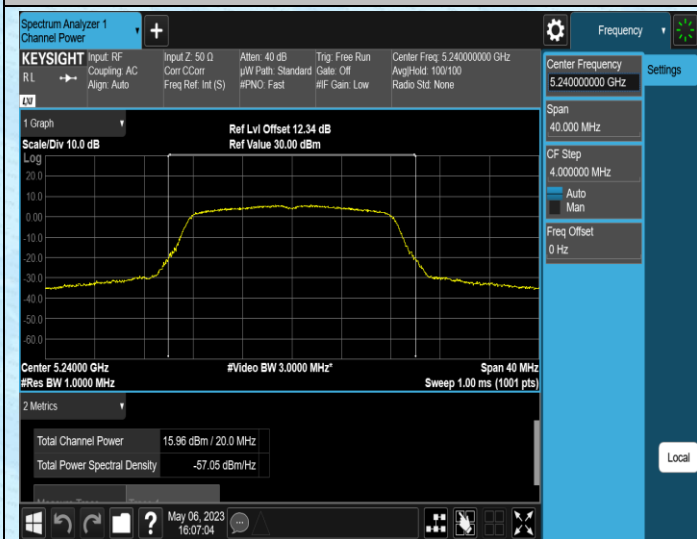 Spectrum Analyzer 1
Channel Power
Frequency
KEYSIGHT
R L
LXI
Input: RF
Coupling: AC
Align: Auto
Input Z: 50 Ω
Corr CCorr
Freq Ref: Int (S)
Atten: 40 dB
µW Path: Standard
#PNO: Fast
Trig: Free Run
Gate: Off
#IF Gain: Low
Center Freq: 5.240000000 GHz
Avg|Hold: 100/100
Radio Std: None
Center Frequency
5.240000000 GHz
Settings
Span
40.000 MHz
CF Step
4.000000 MHz
Auto
Man
Freq Offset
0 Hz
Local
1 Graph
Scale/Div 10.0 dB
Ref Lvl Offset 12.34 dB
Ref Value 30.00 dBm
Log
20.0
10.0
0.00
-10.0
-20.0
-30.0
-40.0
-50.0
-60.0
Center 5.24000 GHz
#Video BW 3.0000 MHz*
Span 40 MHz
#Res BW 1.0000 MHz
Sweep 1.00 ms (1001 pts)
2 Metrics
Total Channel Power 15.96 dBm / 20.0 MHz
Total Power Spectral Density -57.05 dBm/Hz
?
May 06, 2023
16:07:04